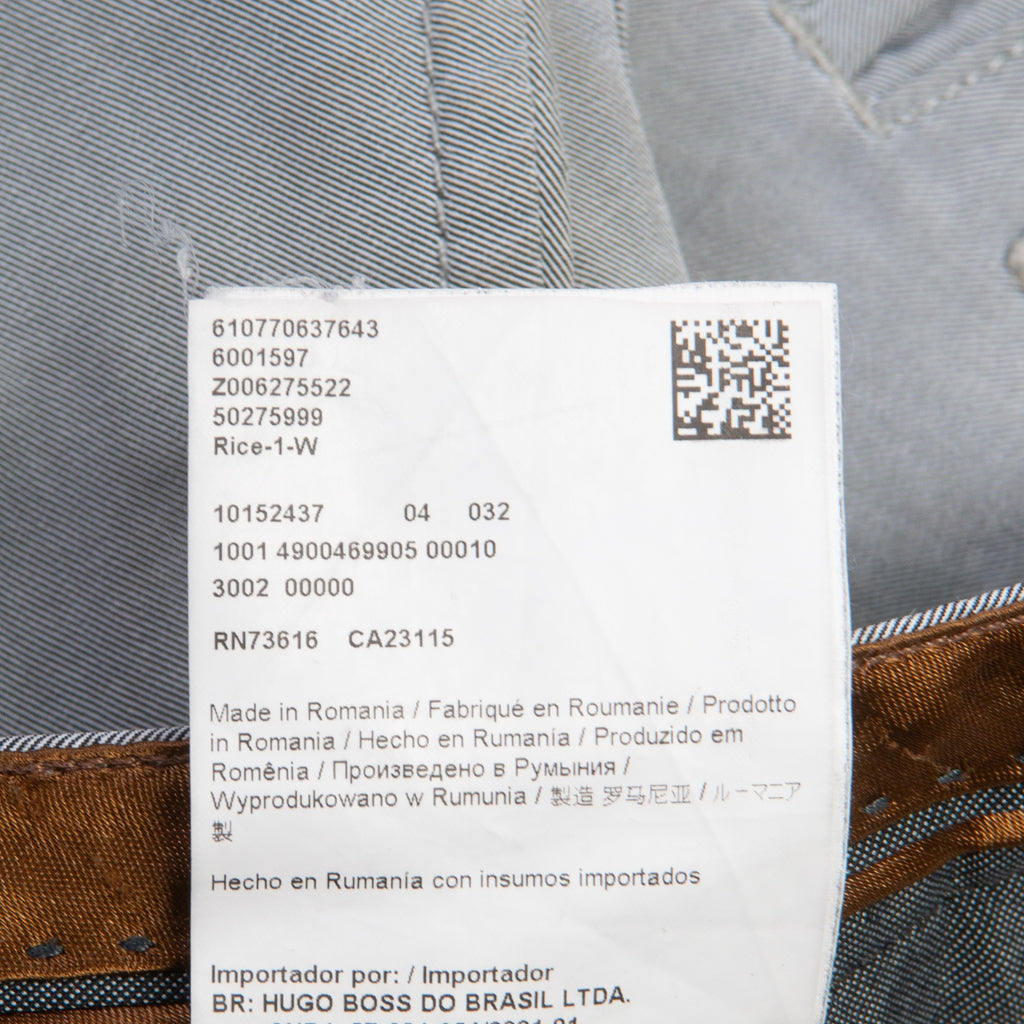 610770637643
6001597
Z006275522
50275999
Rice-1-W
10152437 04 032
1001 4900469905 00010
3002 00000
RN73616 CA23115
Made in Romania / Fabriqué en Roumanie / Prodotto
in Romania / Hecho en Rumanía / Produzido em
Romênia / Произведено в Румыния /
Wyprodukowano w Rumunia / 製造 罗马尼亚 / ルーマニア
製
Hecho en Rumanía con insumos importados
Importador por: / Importador
BR: HUGO BOSS DO BRASIL LTDA.